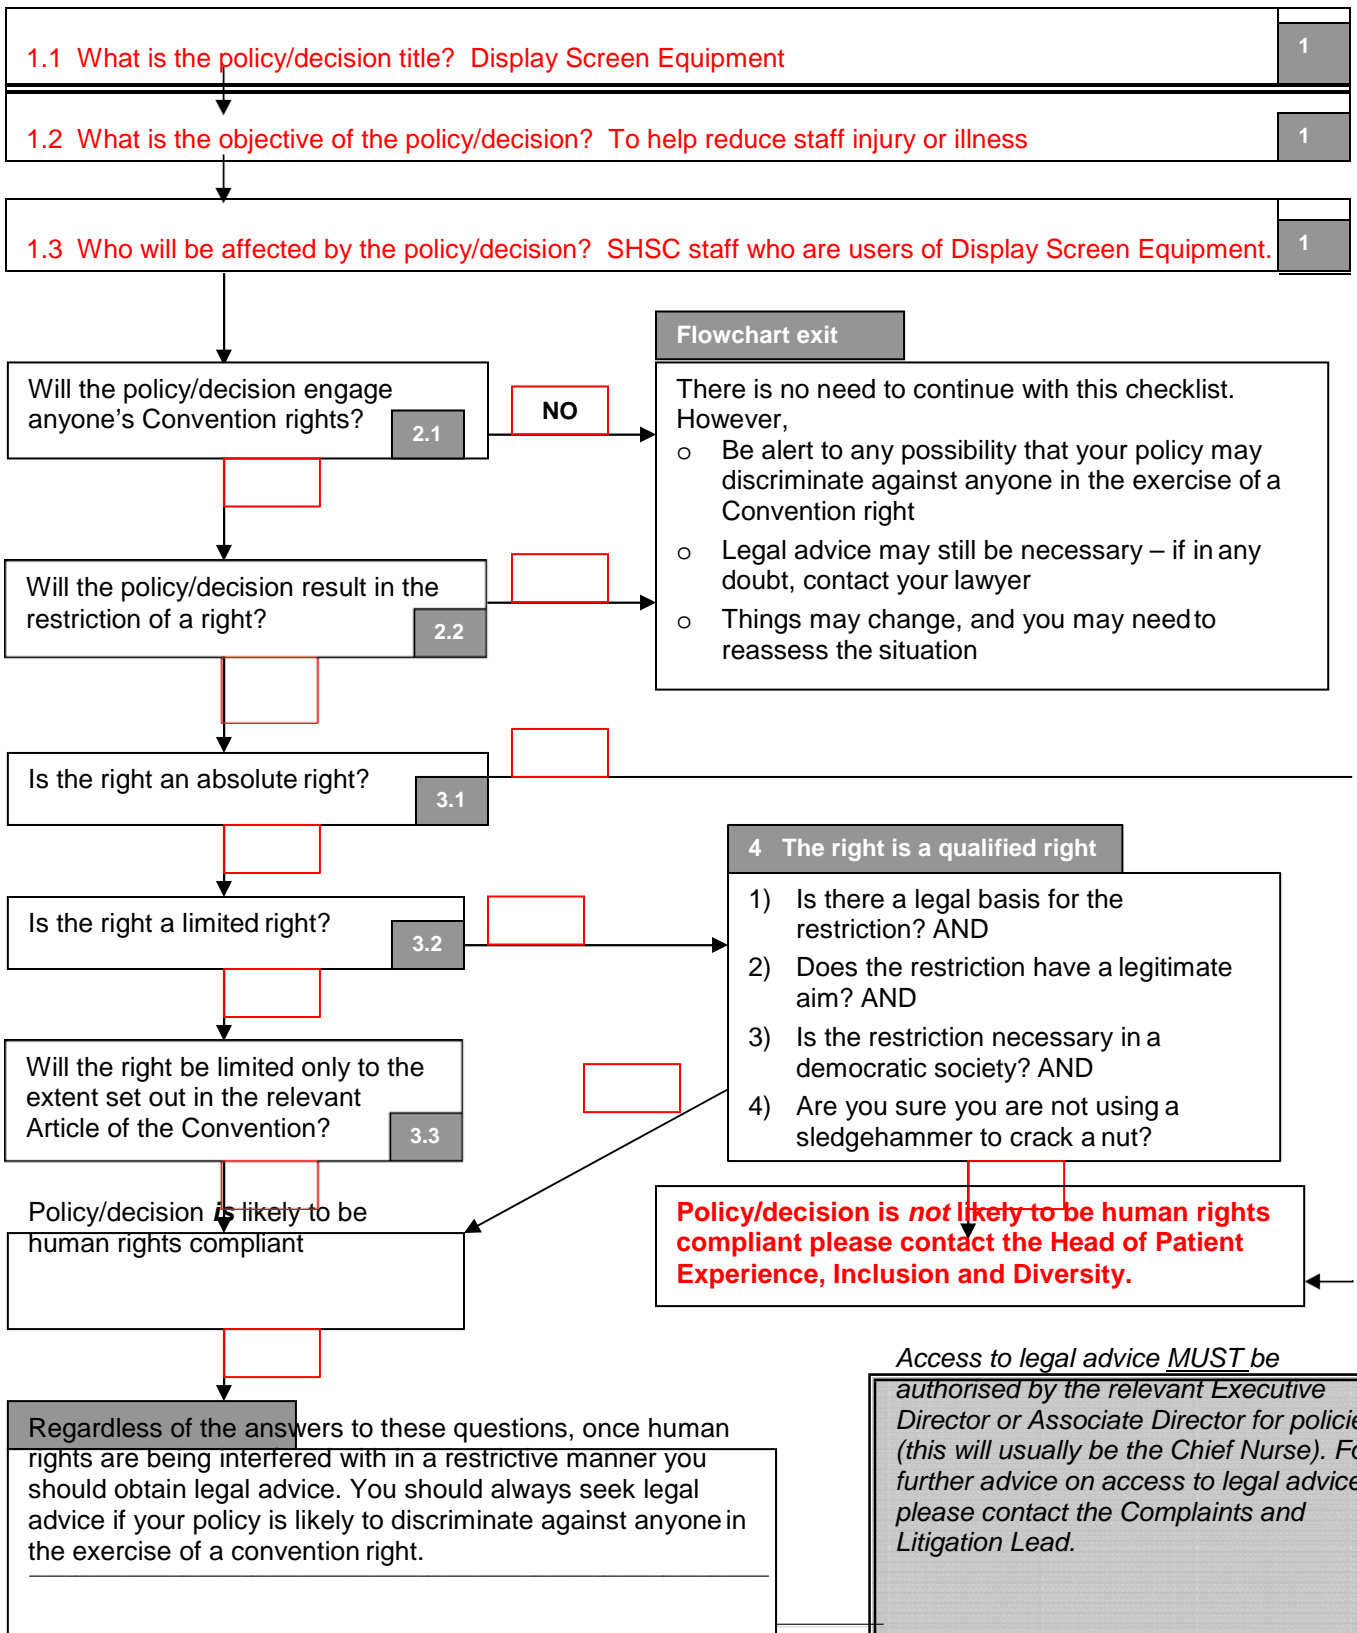 1.1 What is the policy/decision title? Display Screen Equipment
1
1.2 What is the objective of the policy/decision? To help reduce staff injury or illness
1
1.3 Who will be affected by the policy/decision? SHSC staff who are users of Display Screen Equipment.
1
Flowchart exit
Will the policy/decision engage
anyone’s Convention rights?
2.1
NO
There is no need to continue with this checklist.
However,
o Be alert to any possibility that your policy may
discriminate against anyone in the exercise of a
Convention right
o Legal advice may still be necessary – if in any
doubt, contact your lawyer
o Things may change, and you may need to
reassess the situation
Will the policy/decision result in the
restriction of a right?
2.2
Is the right an absolute right?
3.1
4 The right is a qualified right
1) Is there a legal basis for the
restriction? AND
2) Does the restriction have a legitimate
aim? AND
3) Is the restriction necessary in a
democratic society? AND
4) Are you sure you are not using a
sledgehammer to crack a nut?
Is the right a limited right?
3.2
Will the right be limited only to the
extent set out in the relevant
Article of the Convention?
3.3
Policy/decision is likely to be
human rights compliant
Policy/decision is not likely to be human rights
compliant please contact the Head of Patient
Experience, Inclusion and Diversity.
Regardless of the answers to these questions, once human
rights are being interfered with in a restrictive manner you
should obtain legal advice. You should always seek legal
advice if your policy is likely to discriminate against anyone in
the exercise of a convention right.
Access to legal advice MUST be
authorised by the relevant Executive
Director or Associate Director for policie
(this will usually be the Chief Nurse). Fo
further advice on access to legal advice
please contact the Complaints and
Litigation Lead.